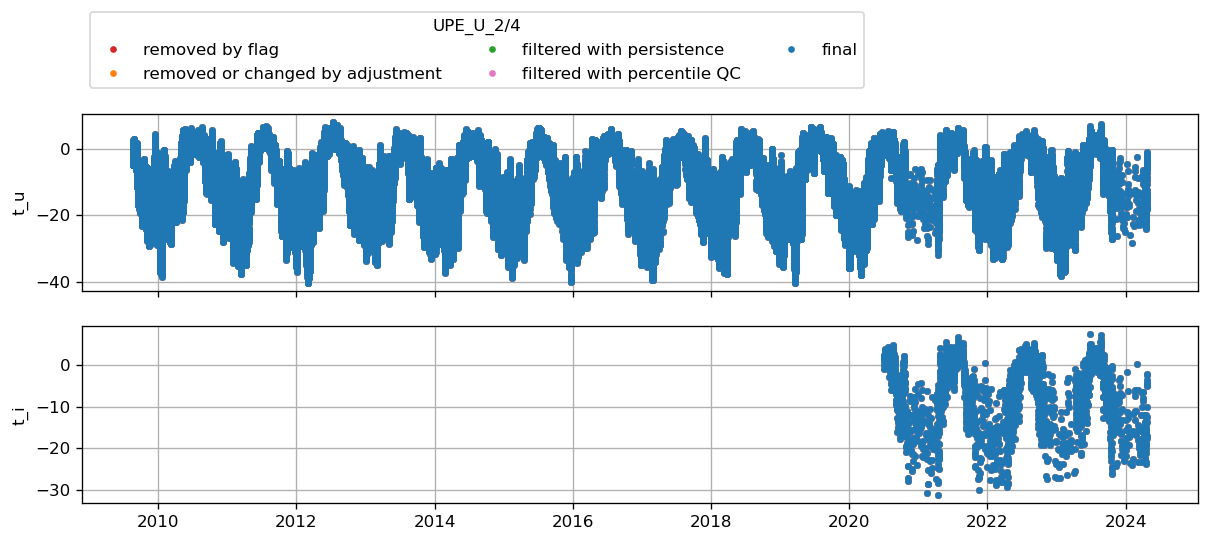 UPE_U_2/4
removed by flag
removed or changed by adjustment
filtered with persistence
filtered with percentile QC
final
t_u
0
−20
−40
t_i
0
−10
−20
−30
2010 2012 2014 2016 2018 2020 2022 2024